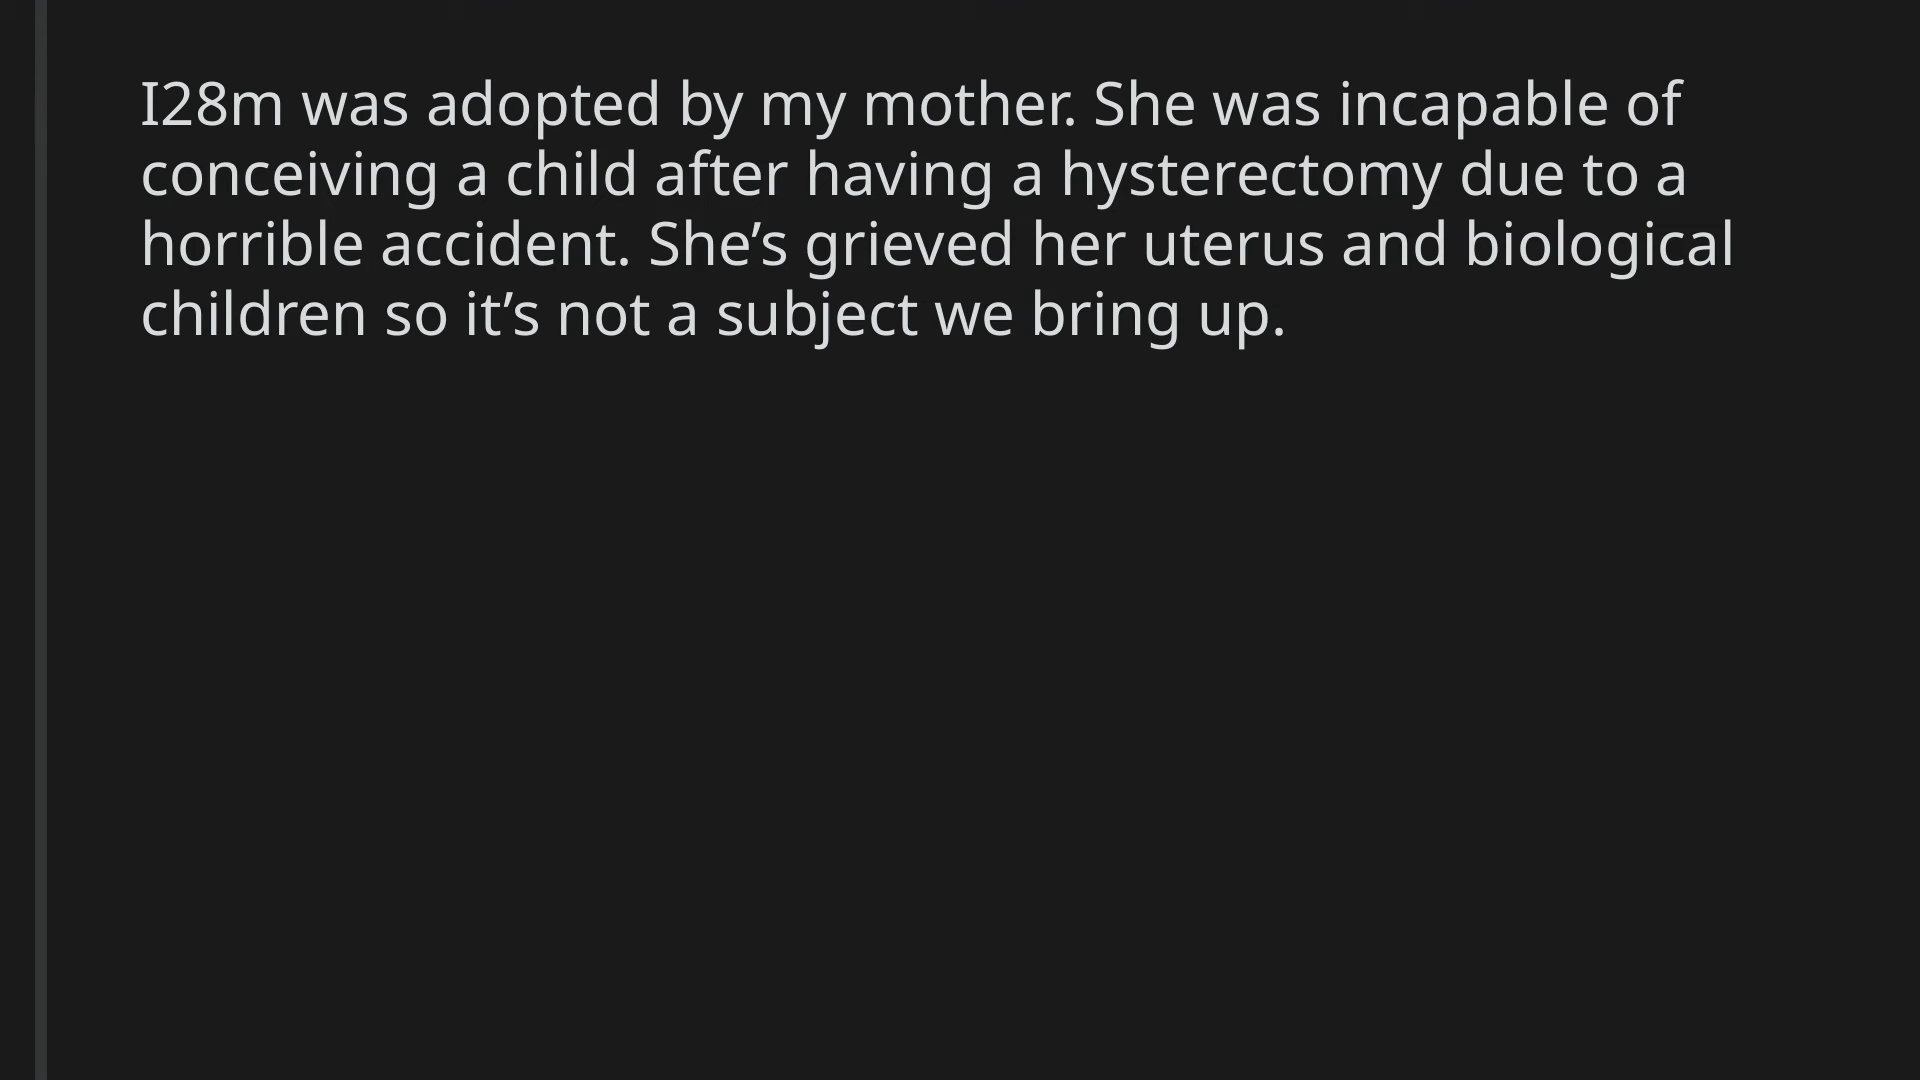 I28m was adopted by my mother. She was incapable of
conceiving a child after having a hysterectomy due to a
horrible accident. She’s grieved her uterus and biological
children so it’s not a subject we bring up.